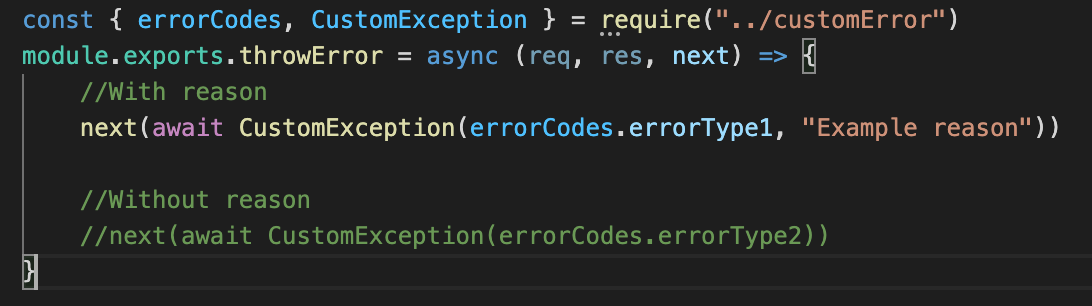 const { errorCodes, CustomException } = require("../customError")
module.exports.throwError = async (req, res, next) => {
    //With reason
    next(await CustomException(errorCodes.errorType1, "Example reason"))

    //Without reason
    //next(await CustomException(errorCodes.errorType2))
}